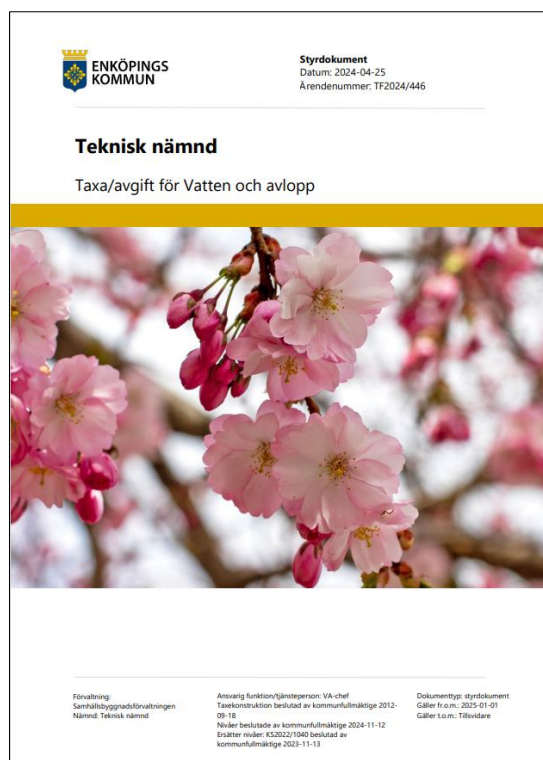 ENKÖPINGS
KOMMUN
Styrdokument
Datum: 2024-04-25
Ärendenummer: TF2024/446
Teknisk nämnd
Taxa/avgift för Vatten och avlopp
Förvaltning:
Samhällsbyggnadsförvaltningen
Nämnd: Teknisk nämnd
Ansvarig funktion/tjänsteperson: VA-chef
Taxekonstruktion beslutad av kommunfullmäktige 2012-
09-18
Nivåer beslutade av kommunfullmäktige 2024-11-12
Ersätter nivåer: KS2022/1040 beslutad av
kommunfullmäktige 2023-11-13
Dokumenttyp: styrdokument
Gäller fr.o.m.: 2025-01-01
Gäller t.o.m.: Tillsvidare